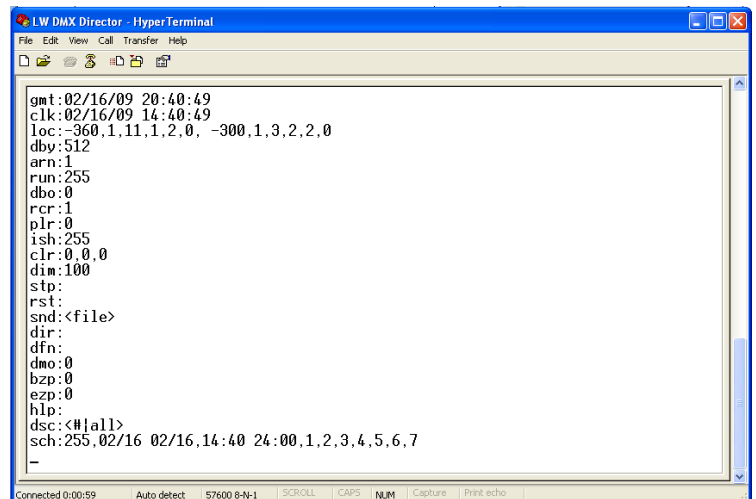 LW DMX Director - HyperTerminal
File Edit View Call Transfer Help
gmt:02/16/09 20:40:49
clk:02/16/09 14:40:49
loc:-360,1,11,1,2,0, -300,1,3,2,2,0
dby:512
arn:1
run:255
dbo:0
rcr:1
plr:0
ish:255
clr:0,0,0
dim:100
stp:
rst:
snd:<file>
dir:
dfn:
dmo:0
bzp:0
ezp:0
hlp:
dsc:<#|all>
sch:255,02/16 02/16,14:40 24:00,1,2,3,4,5,6,7
Connected 0:00:59 Auto detect 57600 8-N-1 SCROLL CAPS NUM Capture Print echo